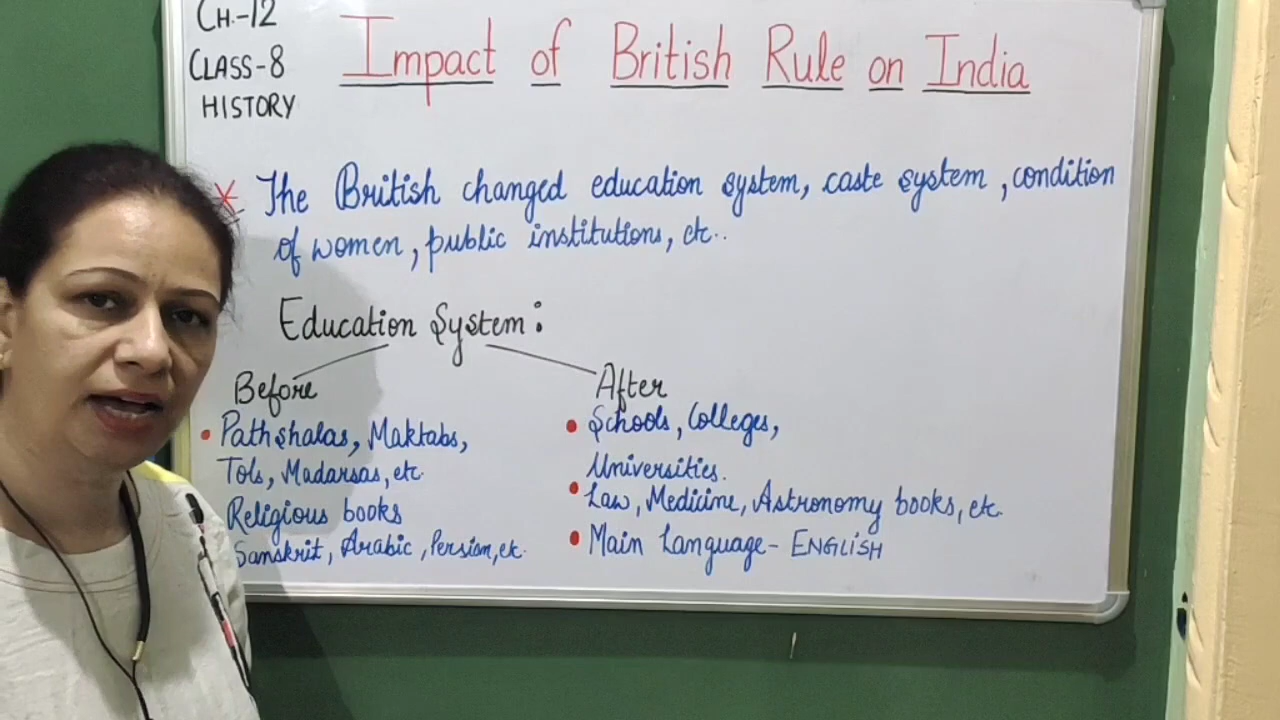 CH.-12
CLASS-8
HISTORY
Impact of British Rule on India
* The British changed education system, caste system, condition
of women, public institutions, etc..
Education System:
Before
• Pathshalas, Maktabs,
Tols, Madarsas, etc.
Religious books
Sanskrit, Arabic, Persion, etc.
After
• Schools, Colleges,
Universities.
• Law, Medicine, Astronomy books, etc.
• Main Language - ENGLISH